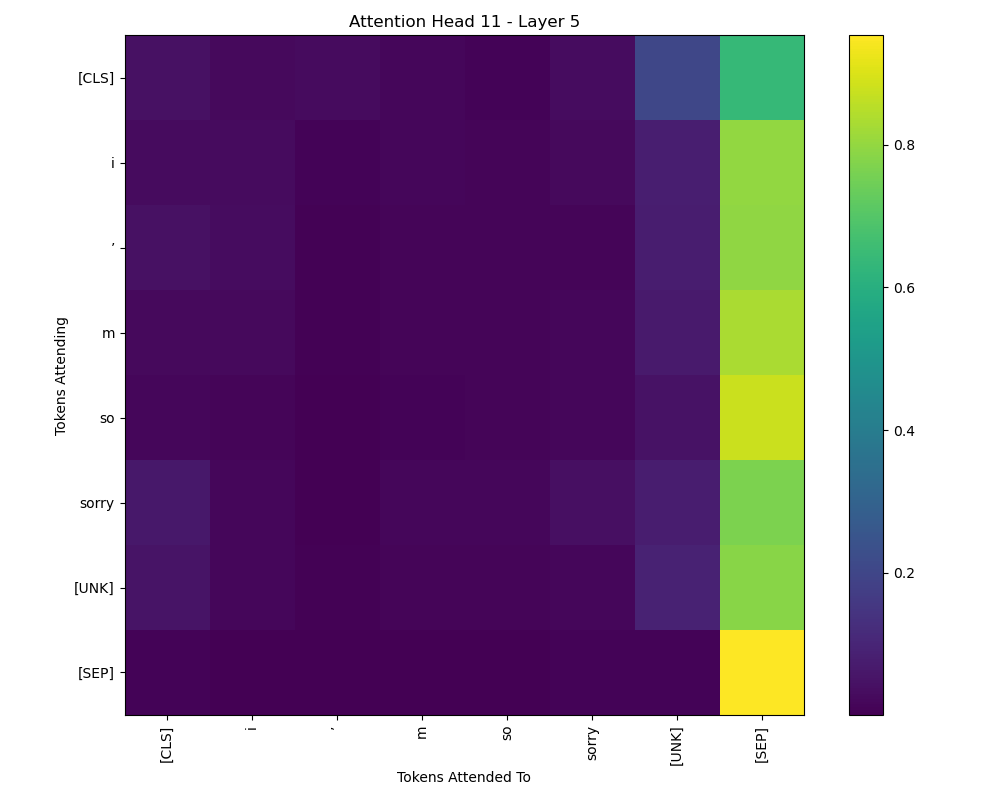 Attention Head 11 - Layer 5
Tokens Attending
[CLS]
i
’
m
so
sorry
[UNK]
[SEP]
[CLS]
i
’
m
so
sorry
[UNK]
[SEP]
Tokens Attended To
0.8
0.6
0.4
0.2